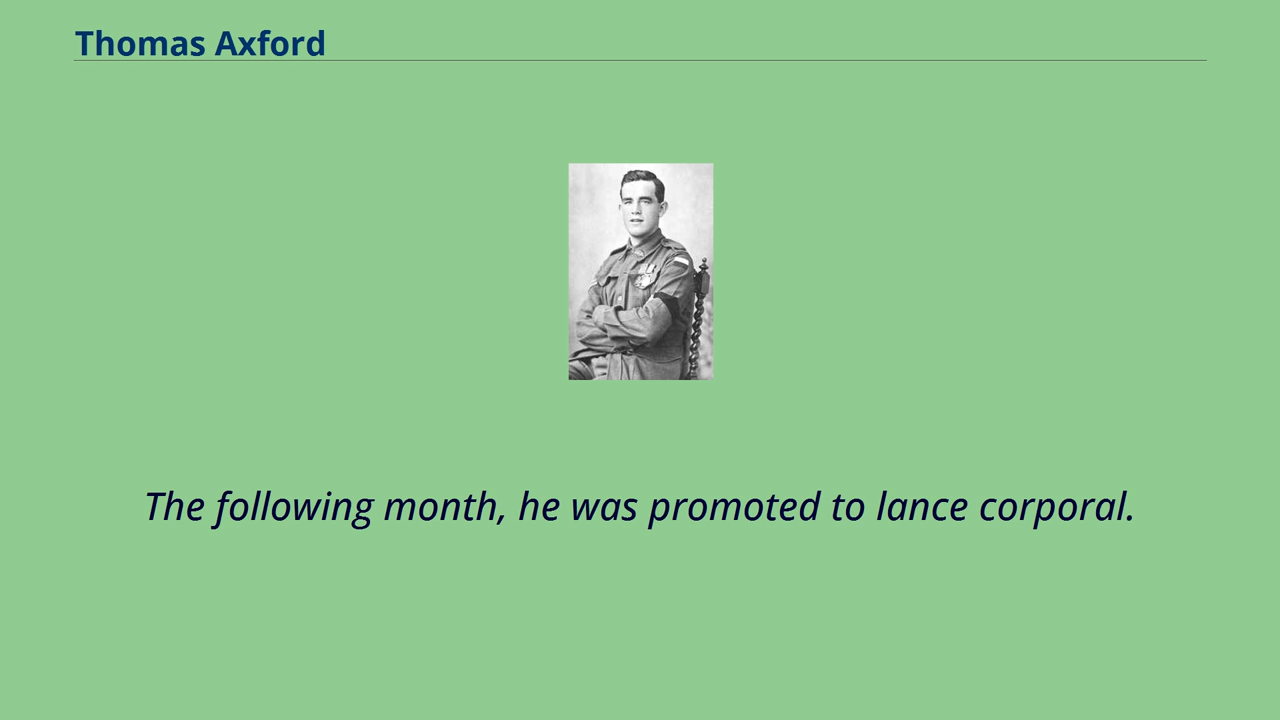 Thomas Axford
The following month, he was promoted to lance corporal.